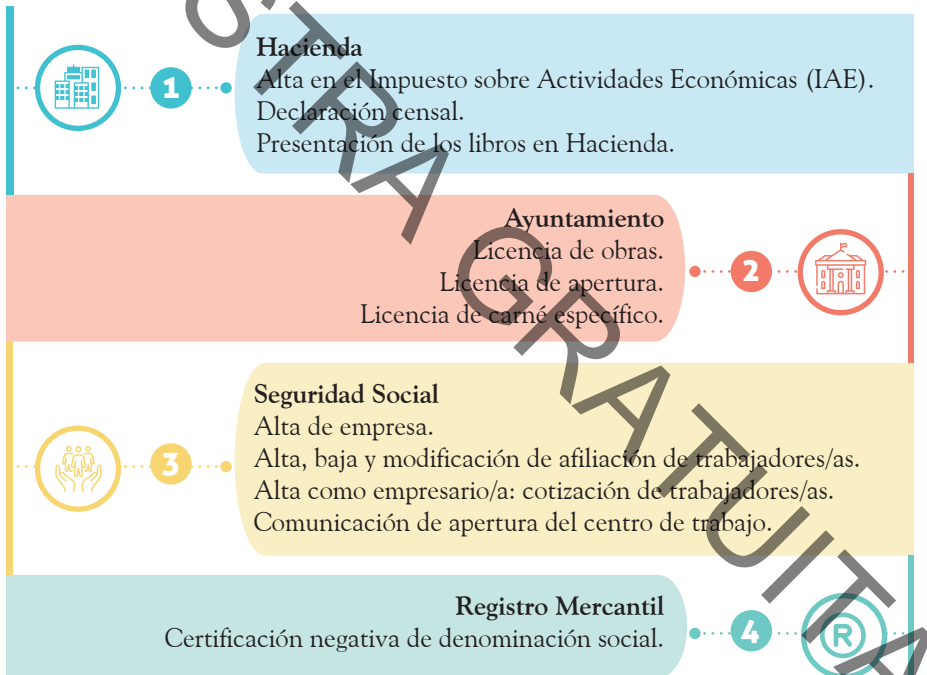 1
Hacienda
Alta en el Impuesto sobre Actividades Económicas (IAE).
Declaración censal.
Presentación de los libros en Hacienda.
Ayuntamiento
Licencia de obras.
Licencia de apertura.
Licencia de carné específico.
2
3
Seguridad Social
Alta de empresa.
Alta, baja y modificación de afiliación de trabajadores/as.
Alta como empresario/a: cotización de trabajadores/as.
Comunicación de apertura del centro de trabajo.
Registro Mercantil
Certificación negativa de denominación social.
4
R
STRA GRATUITA